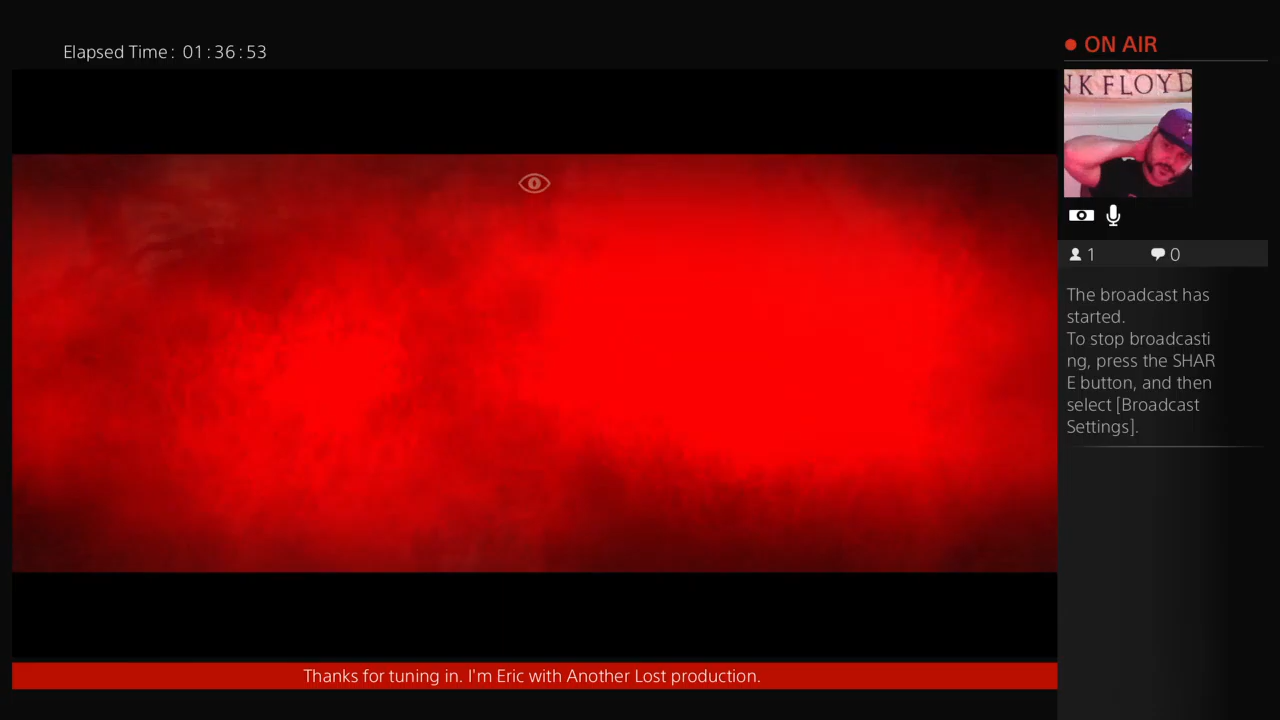 Elapsed Time: 01:36:53
ON AIR
NK FLOYD
1 0
The broadcast has
started.
To stop broadcasti
ng, press the SHAR
E button, and then
select [Broadcast
Settings].
Thanks for tuning in. I'm Eric with Another Lost production.